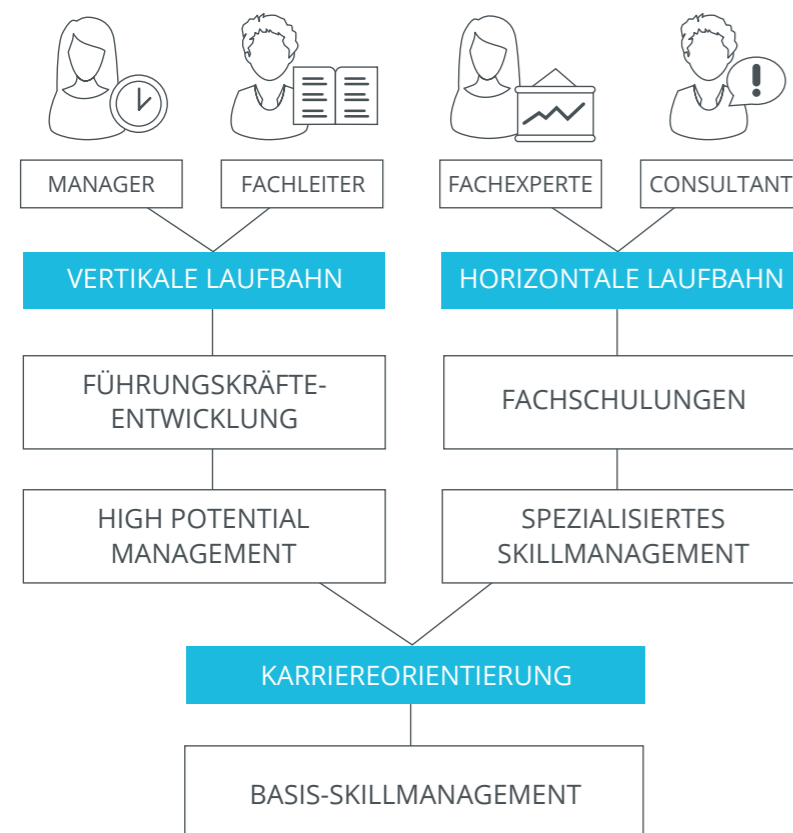 MANAGER
FACHLEITER
FACHEXPERTE
CONSULTANT
VERTIKALE LAUFBAHN
HORIZONTALE LAUFBAHN
FÜHRUNGSKRÄFTE-
ENTWICKLUNG
FACHSCHULUNGEN
HIGH POTENTIAL
MANAGEMENT
SPEZIALISIERTES
SKILLMANAGEMENT
KARRIEREORIENTIERUNG
BASIS-SKILLMANAGEMENT